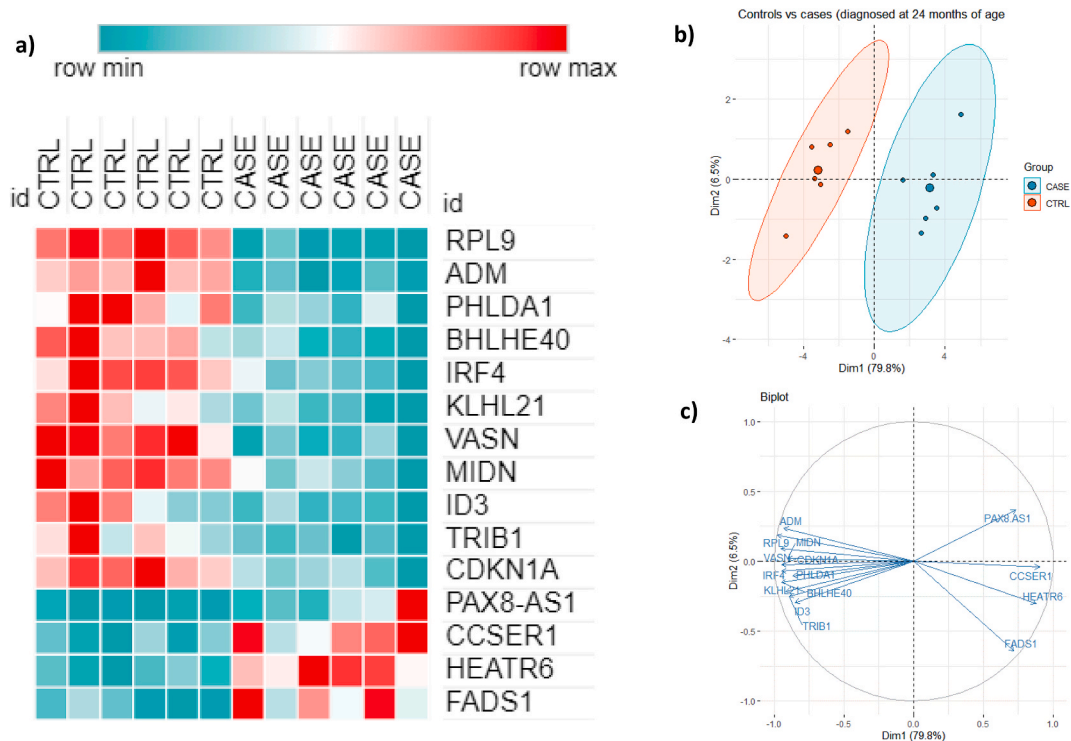 a)
row min
row max
id
CTRL
CTRL
CTRL
CTRL
CTRL
CTRL
CASE
CASE
CASE
CASE
CASE
CASE
id
RPL9
ADM
PHLDA1
BHLHE40
IRF4
KLHL21
VASN
MIDN
ID3
TRIB1
CDKN1A
PAX8-AS1
CCSER1
HEATR6
FADS1
b)
Controls vs cases (diagnosed at 24 months of age
Dim2 (6.5%)
2
0
-2
-4
-4
0
4
Dim1 (79.8%)
Group
CASE
CTRL
c)
Biplot
Dim2 (6.5%)
1.0
0.5
0.0
-0.5
-1.0
ADM
RPL9
MIDN
VASN
CDKN1A
IRF4
PHLDA1
KLHL21
BHLHE40
ID3
TRIB1
PAX8.AS1
CCSER1
HEATR6
FADS1
-1.0
-0.5
0.0
0.5
1.0
Dim1 (79.8%)